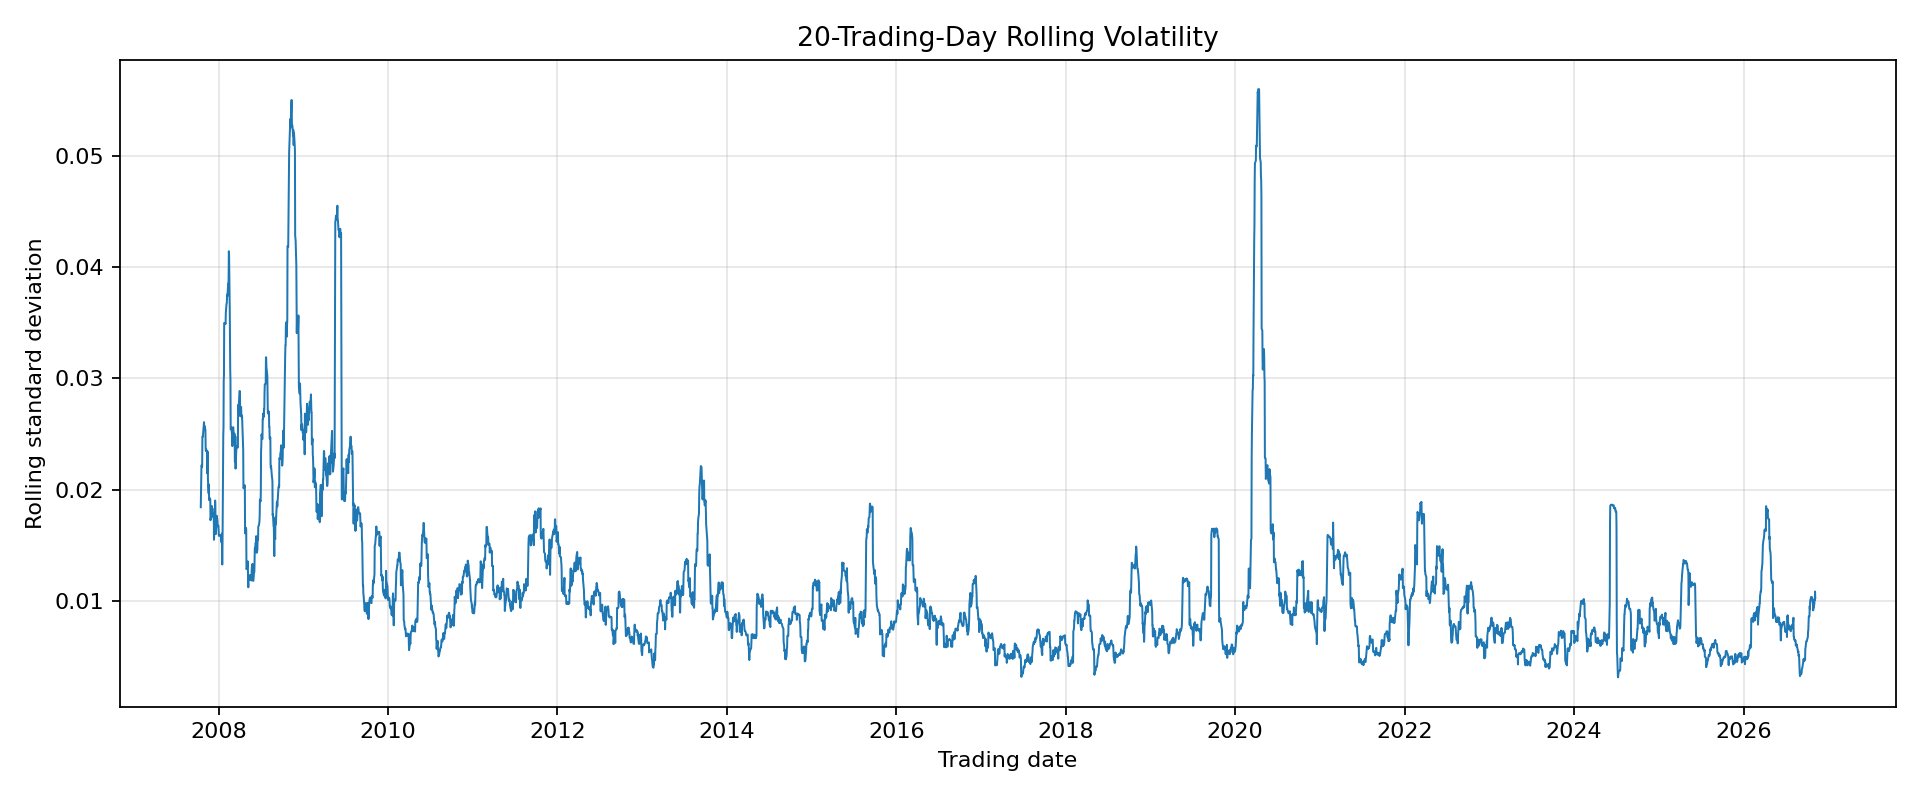 20-Trading-Day Rolling Volatility
Rolling standard deviation
0.05
0.04
0.03
0.02
0.01
2008 2010 2012 2014 2016 2018 2020 2022 2024 2026
Trading date